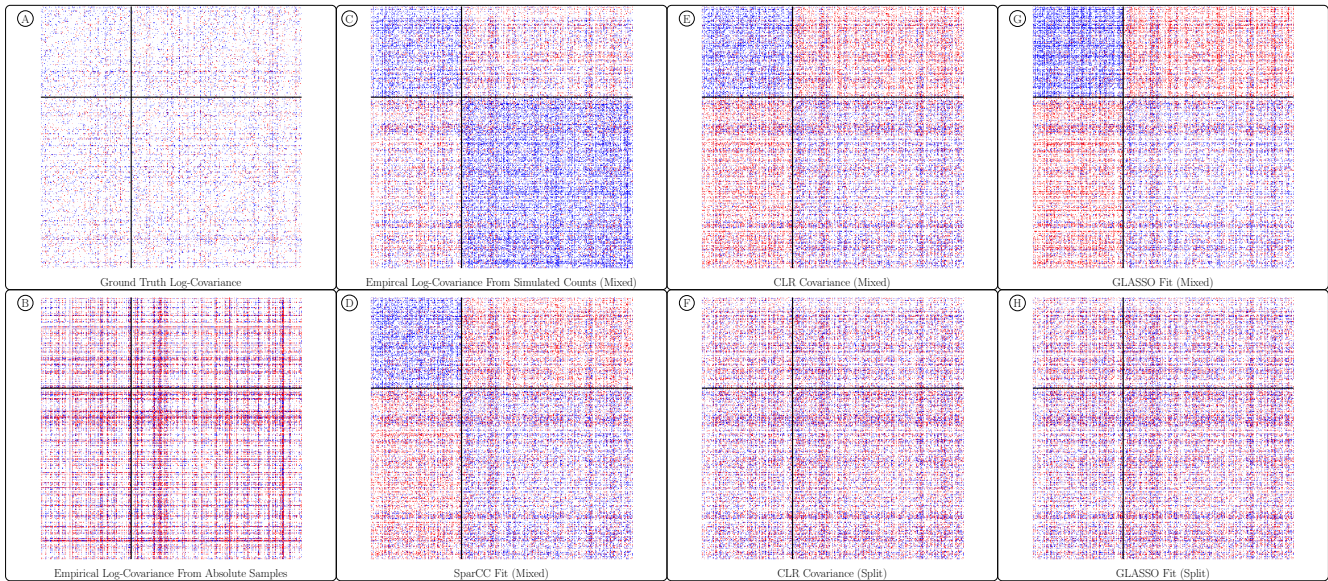 A
C
E
G
Ground Truth Log-Covariance
Empircal Log-Covariance From Simulated Counts (Mixed)
CLR Covariance (Mixed)
GLASSO Fit (Mixed)
B
D
F
H
Empirical Log-Covariance From Absolute Samples
SparCC Fit (Mixed)
CLR Covariance (Split)
GLASSO Fit (Split)